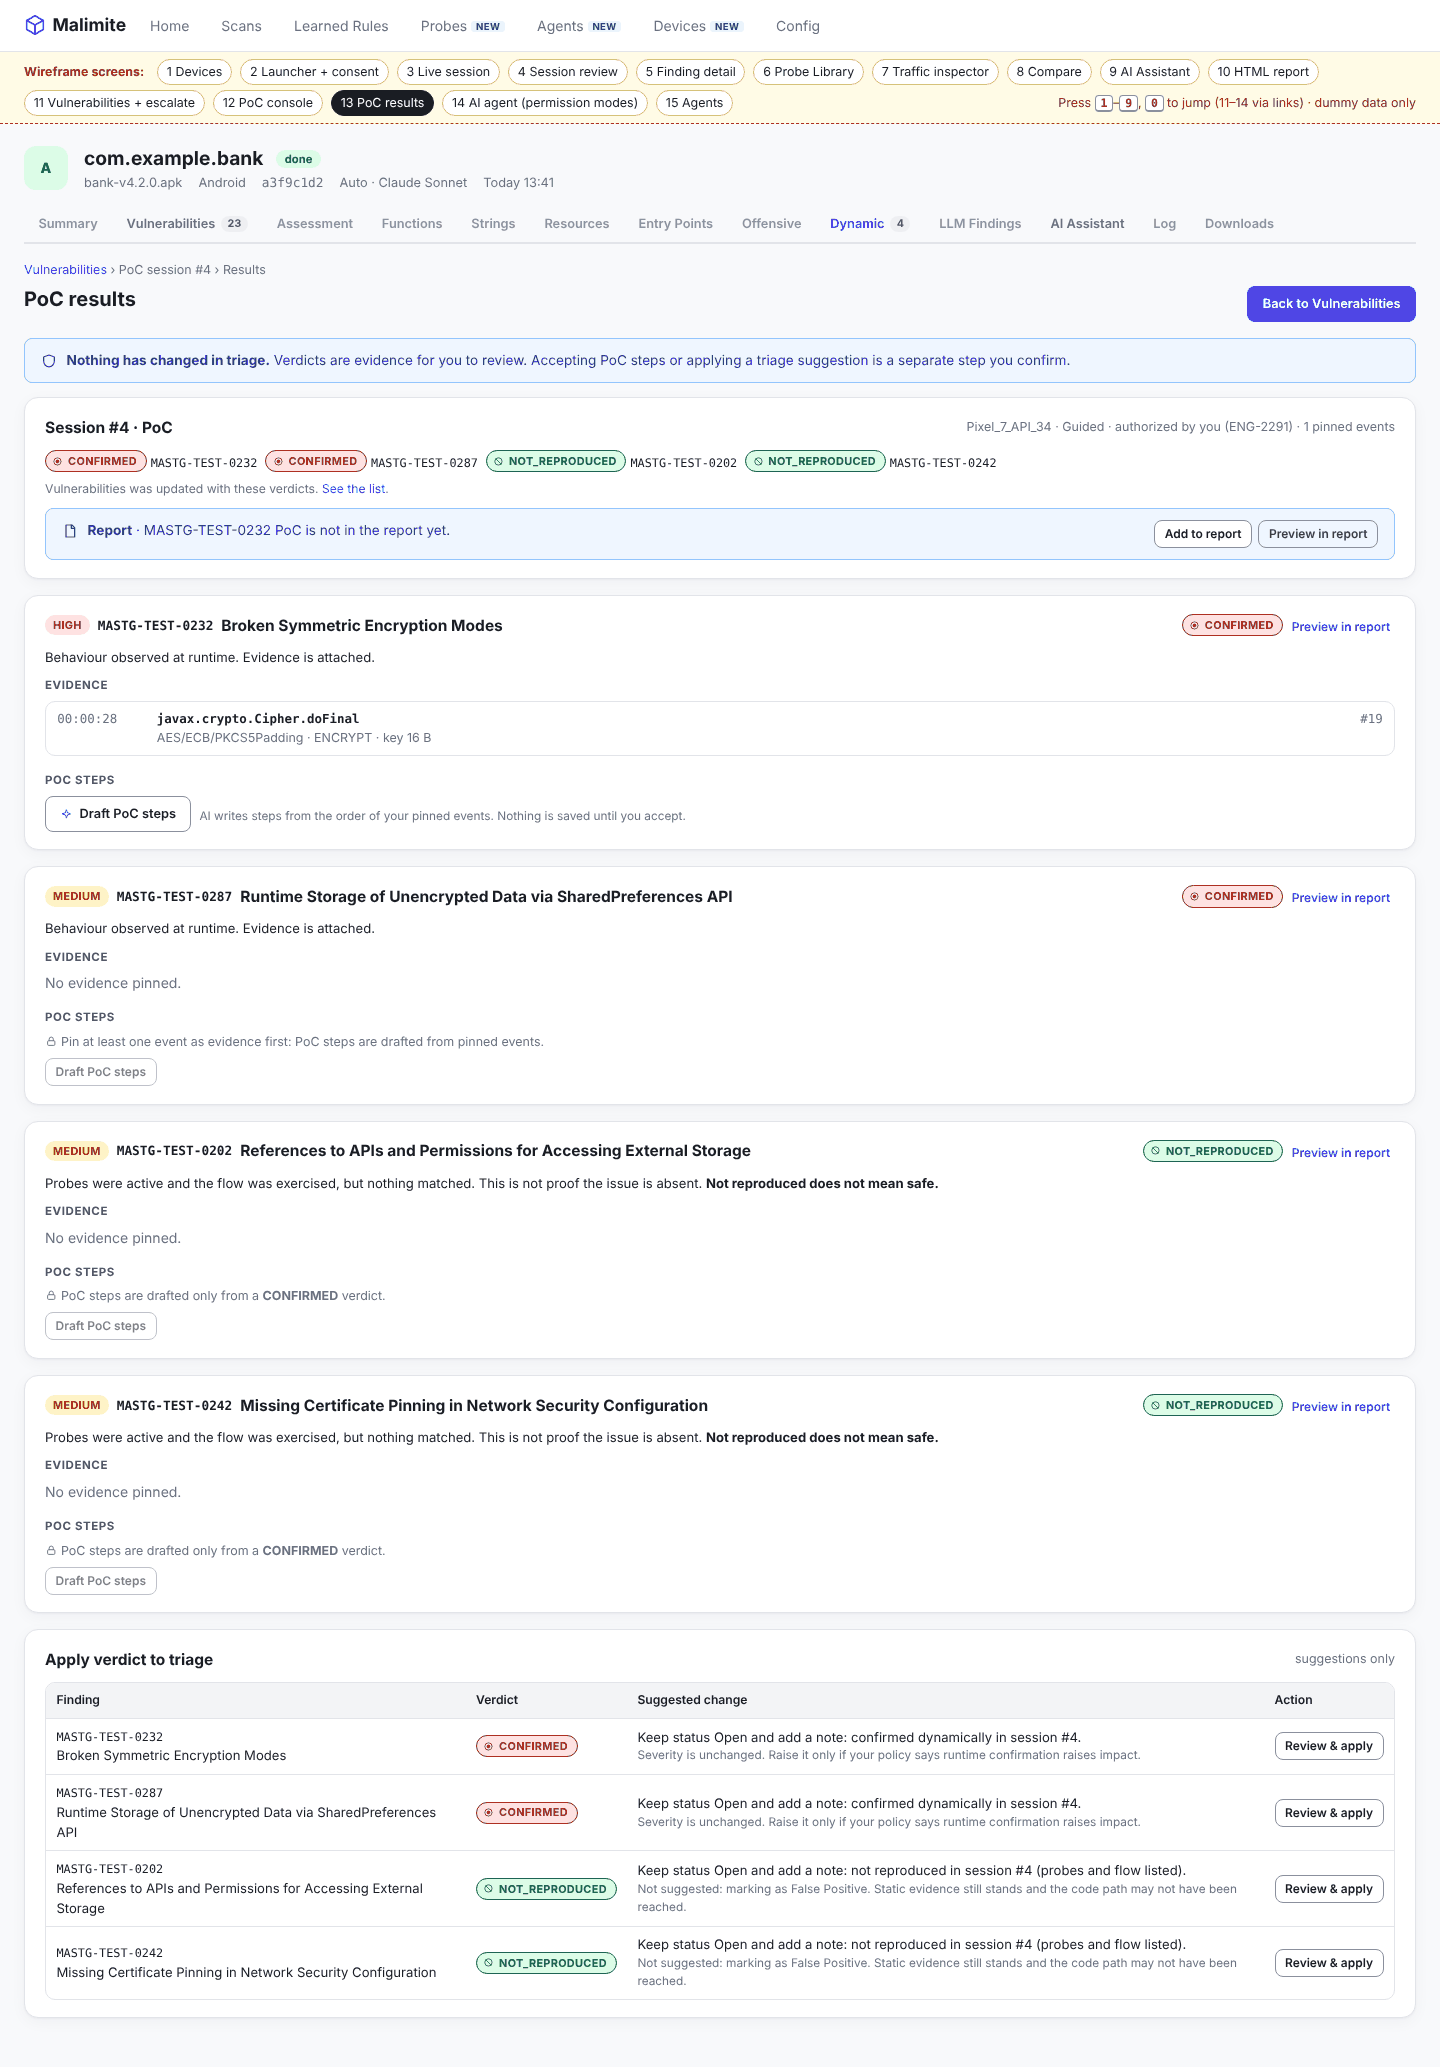 Malimite Home Scans Learned Rules Probes NEW Agents NEW Devices NEW Config
Wireframe screens: 1 Devices 2 Launcher + consent 3 Live session 4 Session review 5 Finding detail 6 Probe Library 7 Traffic inspector 8 Compare 9 AI Assistant 10 HTML report
11 Vulnerabilities + escalate 12 PoC console 13 PoC results 14 AI agent (permission modes) 15 Agents Press 1–9, 0 to jump (11–14 via links) · dummy data only
A com.example.bank done
bank-v4.2.0.apk Android a3f9c1d2 Auto · Claude Sonnet Today 13:41
Summary Vulnerabilities 23 Assessment Functions Strings Resources Entry Points Offensive Dynamic 4 LLM Findings AI Assistant Log Downloads
Vulnerabilities › PoC session #4 › Results
PoC results
Back to Vulnerabilities
Nothing has changed in triage. Verdicts are evidence for you to review. Accepting PoC steps or applying a triage suggestion is a separate step you confirm.
Session #4 · PoC Pixel_7_API_34 · Guided · authorized by you (ENG-2291) · 1 pinned events
CONFIRMED MASTG-TEST-0232 CONFIRMED MASTG-TEST-0287 NOT_REPRODUCED MASTG-TEST-0202 NOT_REPRODUCED MASTG-TEST-0242
Vulnerabilities was updated with these verdicts. See the list.
Report · MASTG-TEST-0232 PoC is not in the report yet. Add to report Preview in report
HIGH MASTG-TEST-0232 Broken Symmetric Encryption Modes CONFIRMED Preview in report
Behaviour observed at runtime. Evidence is attached.
EVIDENCE
00:00:28 javax.crypto.Cipher.doFinal #19
AES/ECB/PKCS5Padding · ENCRYPT · key 16 B
POC STEPS
Draft PoC steps AI writes steps from the order of your pinned events. Nothing is saved until you accept.
MEDIUM MASTG-TEST-0287 Runtime Storage of Unencrypted Data via SharedPreferences API CONFIRMED Preview in report
Behaviour observed at runtime. Evidence is attached.
EVIDENCE
No evidence pinned.
POC STEPS
Pin at least one event as evidence first: PoC steps are drafted from pinned events.
Draft PoC steps
MEDIUM MASTG-TEST-0202 References to APIs and Permissions for Accessing External Storage NOT_REPRODUCED Preview in report
Probes were active and the flow was exercised, but nothing matched. This is not proof the issue is absent. Not reproduced does not mean safe.
EVIDENCE
No evidence pinned.
POC STEPS
PoC steps are drafted only from a CONFIRMED verdict.
Draft PoC steps
MEDIUM MASTG-TEST-0242 Missing Certificate Pinning in Network Security Configuration NOT_REPRODUCED Preview in report
Probes were active and the flow was exercised, but nothing matched. This is not proof the issue is absent. Not reproduced does not mean safe.
EVIDENCE
No evidence pinned.
POC STEPS
PoC steps are drafted only from a CONFIRMED verdict.
Draft PoC steps
Apply verdict to triage suggestions only
Finding Verdict Suggested change Action
MASTG-TEST-0232
Broken Symmetric Encryption Modes
CONFIRMED
Keep status Open and add a note: confirmed dynamically in session #4.
Severity is unchanged. Raise it only if your policy says runtime confirmation raises impact.
Review & apply
MASTG-TEST-0287
Runtime Storage of Unencrypted Data via SharedPreferences
API
CONFIRMED
Keep status Open and add a note: confirmed dynamically in session #4.
Severity is unchanged. Raise it only if your policy says runtime confirmation raises impact.
Review & apply
MASTG-TEST-0202
References to APIs and Permissions for Accessing External
Storage
NOT_REPRODUCED
Keep status Open and add a note: not reproduced in session #4 (probes and flow listed).
Not suggested: marking as False Positive. Static evidence still stands and the code path may not have been
reached.
Review & apply
MASTG-TEST-0242
Missing Certificate Pinning in Network Security Configuration
NOT_REPRODUCED
Keep status Open and add a note: not reproduced in session #4 (probes and flow listed).
Not suggested: marking as False Positive. Static evidence still stands and the code path may not have been
reached.
Review & apply